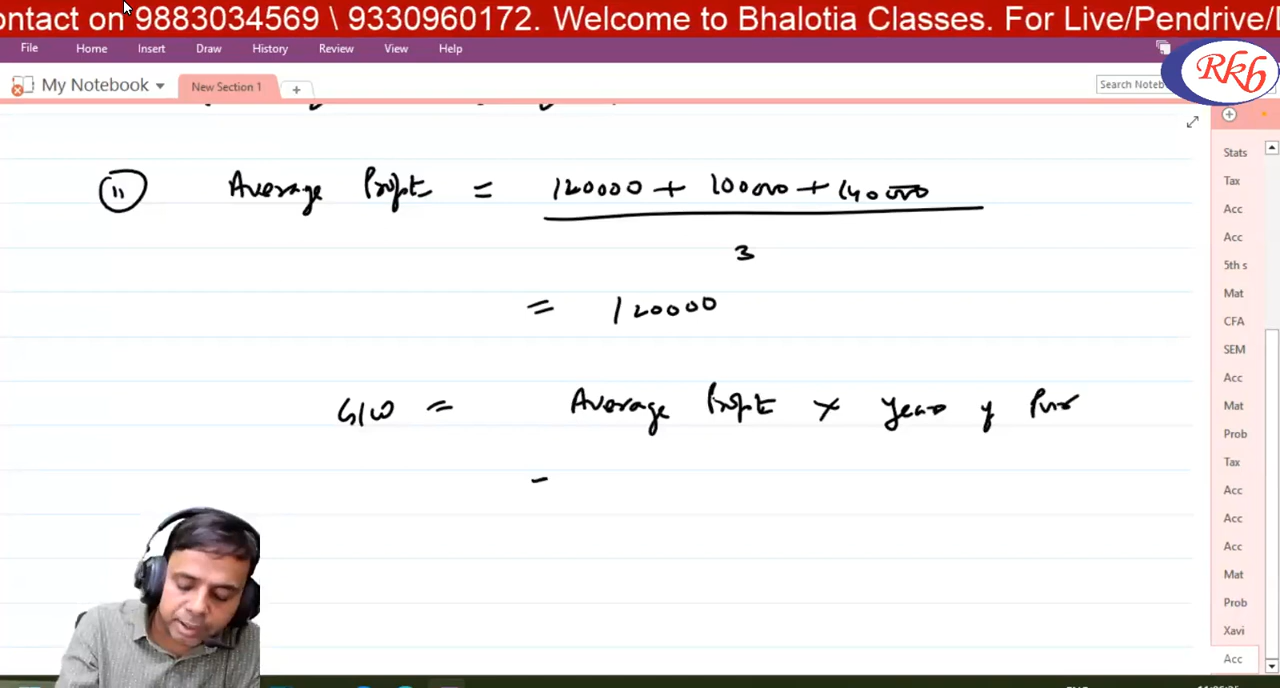 ontact on 9883034569 \ 9330960172. Welcome to Bhalotia Classes. For Live/Pendrive/
File Home Insert Draw History Review View Help
Rkb
My Notebook New Section 1 +
Search Noteb
(ii) Average Profit = 120000 + 100000 + 140000
3
= 120000
G/W = Average Profit × Years of Pur
=
Stats
Tax
Acc
Acc
5th s
Mat
CFA
SEM
Acc
Mat
Prob
Tax
Acc
Acc
Acc
Mat
Prob
Xavi
Acc